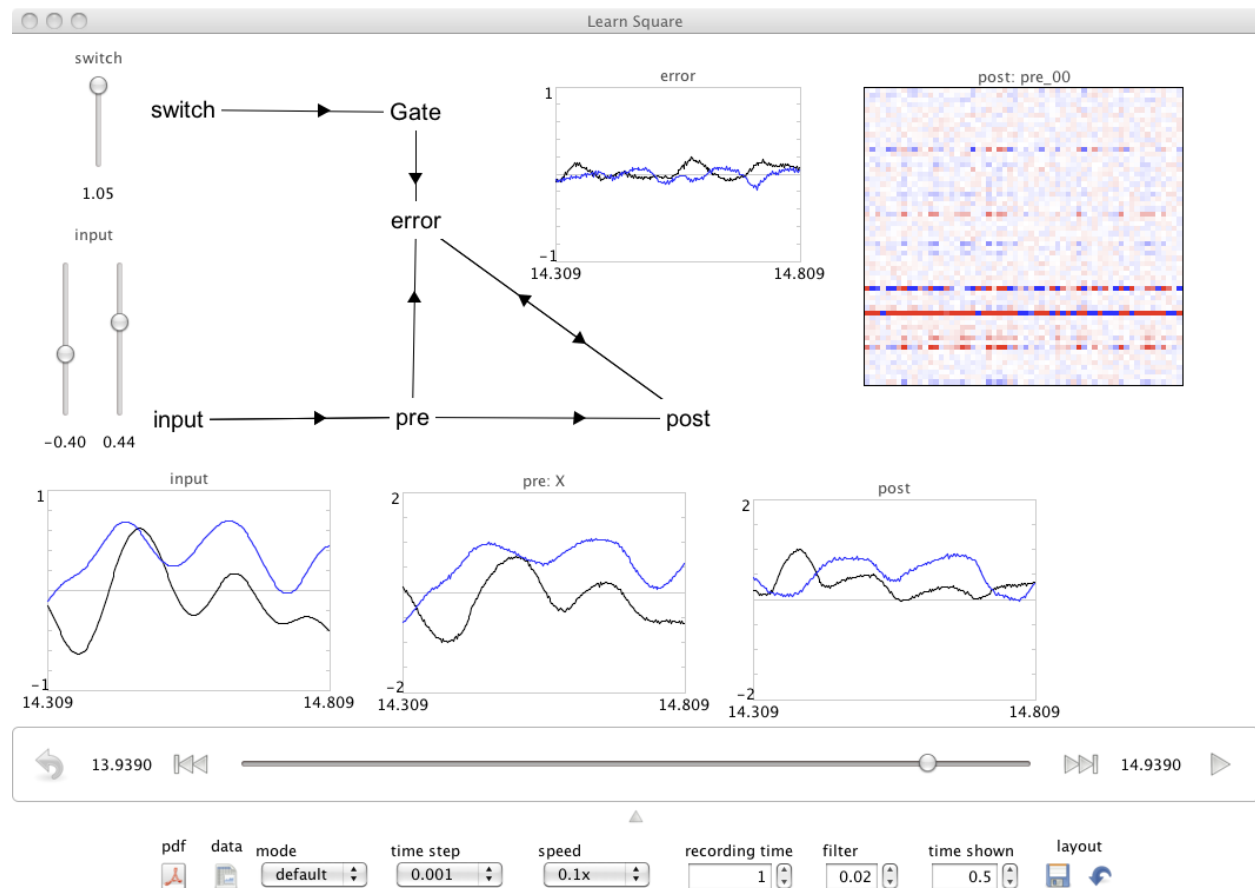 Learn Square
switch
1.05
input
-0.40 0.44
switch
Gate
error
input
pre
post
error
1
-1
14.309 14.809
post: pre_00
input
1
-1
14.309 14.809
pre: X
2
-2
14.309 14.809
post
2
-2
14.309 14.809
13.9390
14.9390
pdf data mode time step speed recording time filter time shown layout
default 0.001 0.1x 1 0.02 0.5